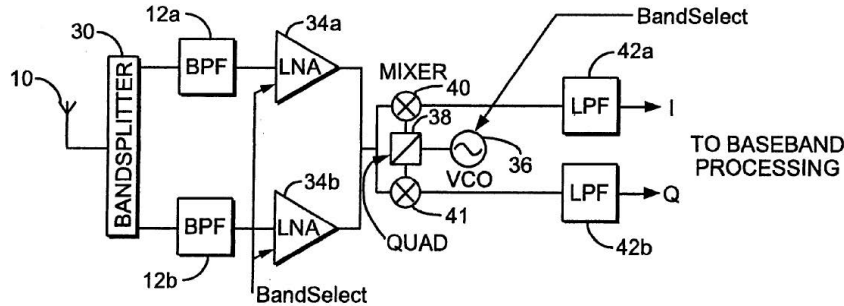 BandSelect
12a
34a
30
10
BANDSPLITTER
BPF
LNA
MIXER
40
38
42a
LPF
I
QUAD
VCO
36
TO BASEBAND
PROCESSING
34b
BPF
LNA
41
LPF
Q
12b
42b
BandSelect